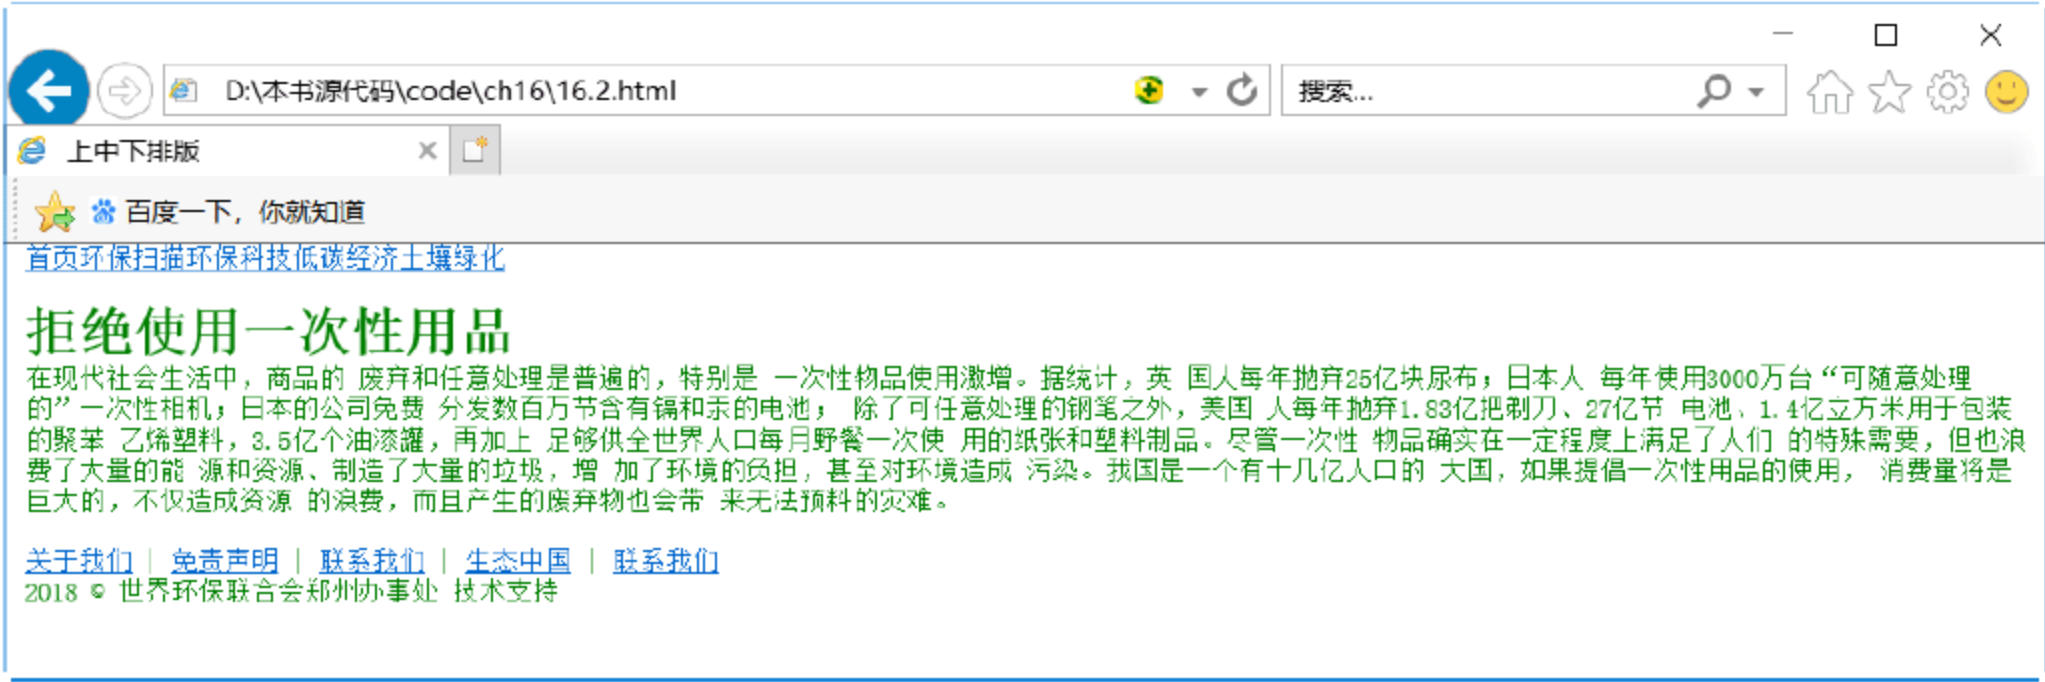 D:\本书源代码\code\ch16\16.2.html
搜索...
上中下排版
百度一下，你就知道
首页环保扫描环保科技低碳经济土壤绿化
拒绝使用一次性用品
在现代社会生活中，商品的 废弃和任意处理是普遍的，特别是 一次性物品使用激增。据统计，英 国人每年抛弃25亿块尿布；日本人 每年使用3000万台“可随意处理
的”一次性相机；日本的公司免费 分发数百万节含有镉和汞的电池； 除了可任意处理的钢笔之外，美国 人每年抛弃1.83亿把剃刀、27亿节 电池、1.4亿立方米用于包装
的聚苯 乙烯塑料，3.5亿个油漆罐，再加上 足够供全世界人口每月野餐一次使 用的纸张和塑料制品。尽管一次性 物品确实在一定程度上满足了人们 的特殊需要，但也浪
费了大量的能 源和资源、制造了大量的垃圾，增 加了环境的负担，甚至对环境造成 污染。我国是一个有十几亿人口的 大国，如果提倡一次性用品的使用， 消费量将是
巨大的，不仅造成资源 的浪费，而且产生的废弃物也会带 来无法预料的灾难。
关于我们 | 免责声明 | 联系我们 | 生态中国 | 联系我们
2018 © 世界环保联合会郑州办事处 技术支持